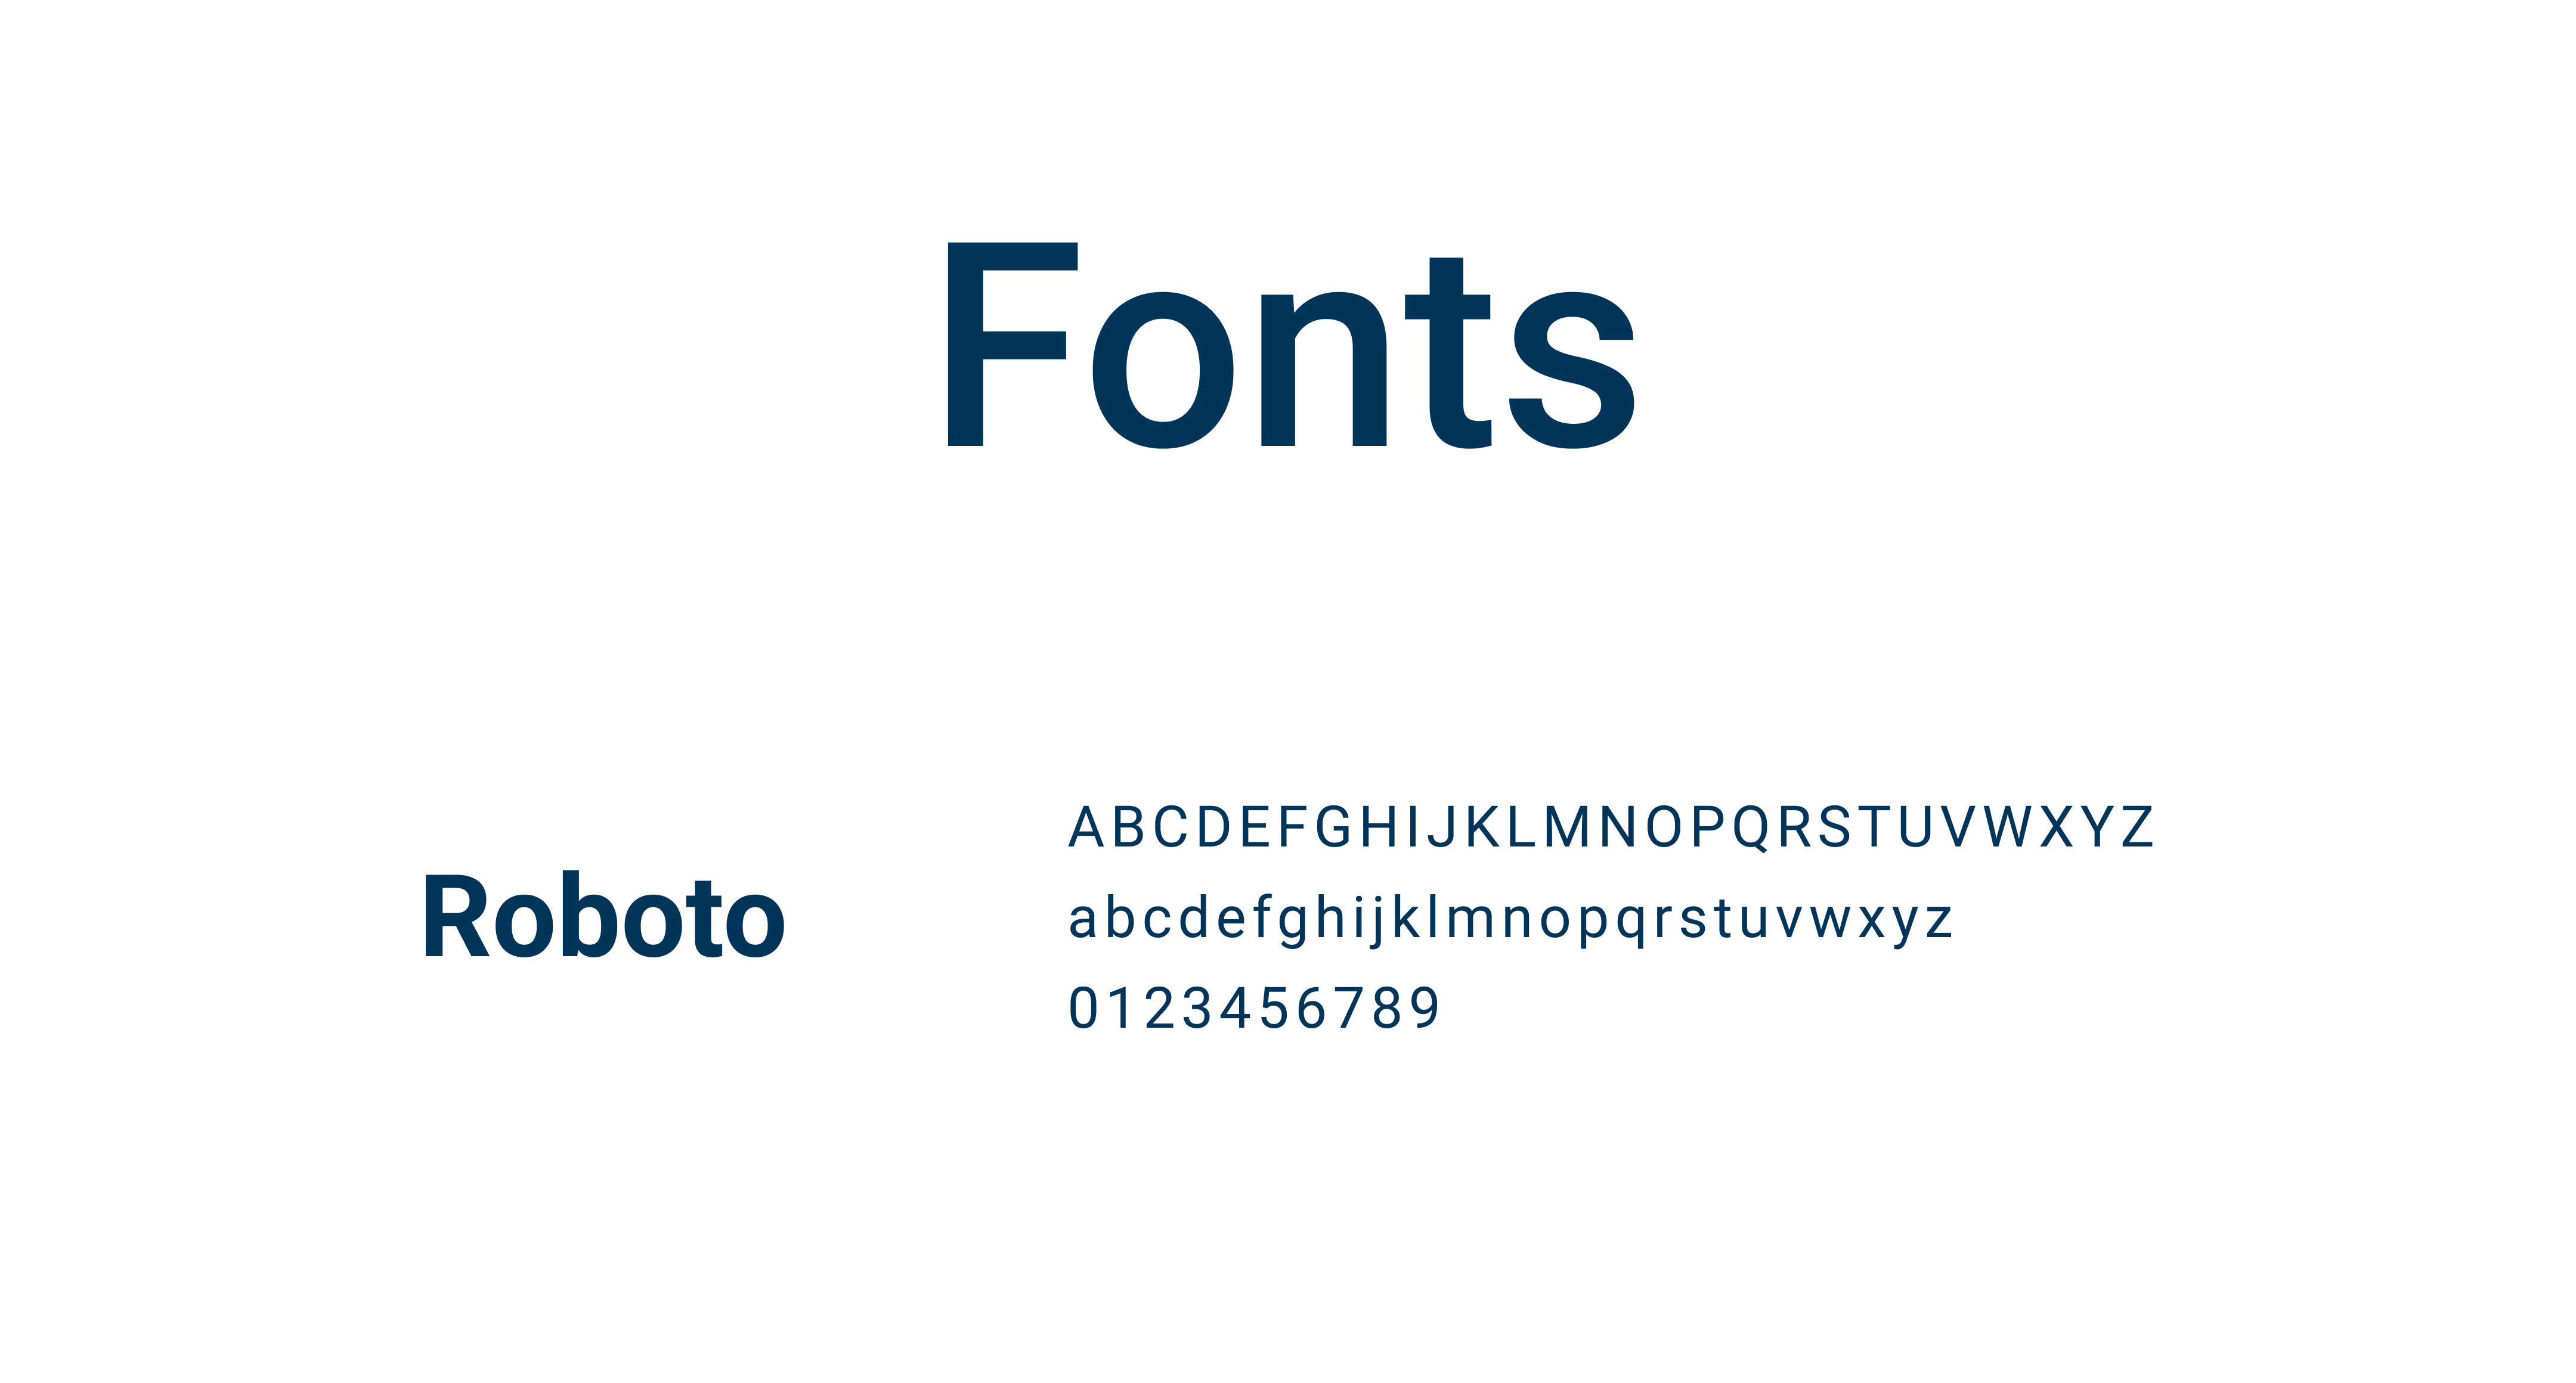 Fonts
Roboto
ABCDEFGHIJKLMNOPQRSTUVWXYZ
abcdefghijklmnopqrstuvwxyz
0123456789